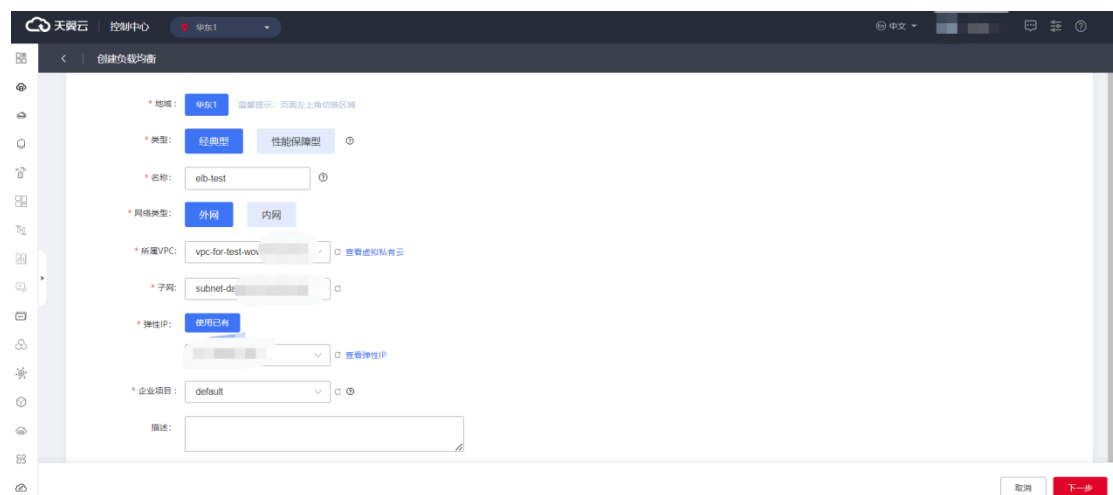 天翼云 控制中心 华东1 中文
创建负载均衡
* 地域： 华东1 温馨提示：页面左上角切换区域
* 类型： 经典型 性能保障型
* 名称： elb-test
* 网络类型： 外网 内网
* 所属VPC: vpc-for-test-wov 查看虚拟私有云
* 子网: subnet-da
* 弹性IP: 使用已有
查看弹性IP
* 企业项目： default
描述:
取消 下一步